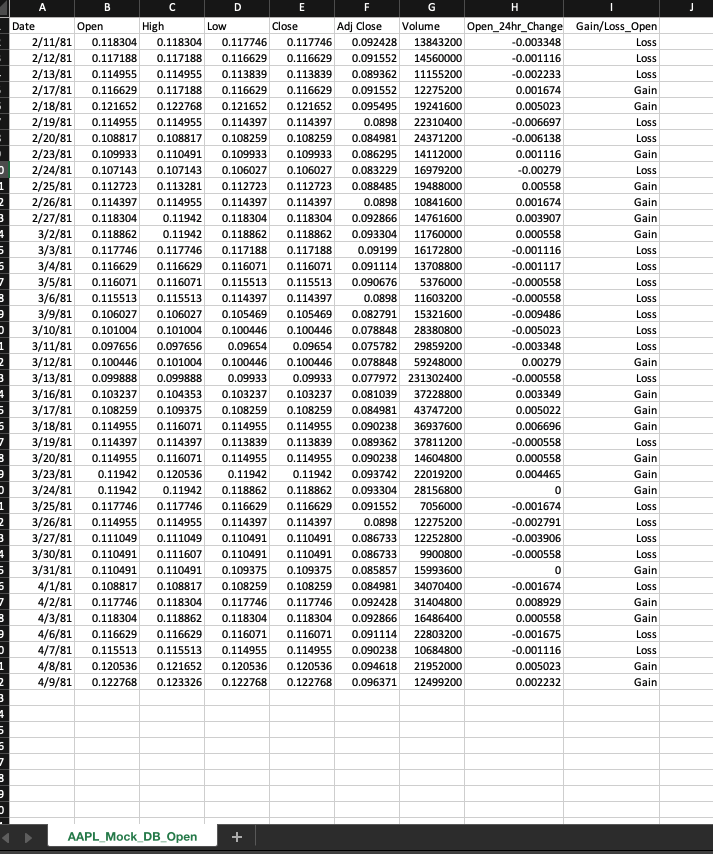 A B C D E F G H I J
Date Open High Low Close Adj Close Volume Open_24hr_Change Gain/Loss_Open
2/11/81 0.118304 0.118304 0.117746 0.117746 0.092428 13843200 -0.003348 Loss
2/12/81 0.117188 0.117188 0.116629 0.116629 0.091552 14560000 -0.001116 Loss
2/13/81 0.114955 0.114955 0.113839 0.113839 0.089362 11155200 -0.002233 Loss
2/17/81 0.116629 0.117188 0.116629 0.116629 0.091552 12275200 0.001674 Gain
2/18/81 0.121652 0.122768 0.121652 0.121652 0.095495 19241600 0.005023 Gain
2/19/81 0.114955 0.114955 0.114397 0.114397 0.0898 22310400 -0.006697 Loss
2/20/81 0.108817 0.108817 0.108259 0.108259 0.084981 24371200 -0.006138 Loss
2/23/81 0.109933 0.110491 0.109933 0.109933 0.086295 14112000 0.001116 Gain
2/24/81 0.107143 0.107143 0.106027 0.106027 0.083229 16979200 -0.00279 Loss
2/25/81 0.112723 0.113281 0.112723 0.112723 0.088485 19488000 0.00558 Gain
2/26/81 0.114397 0.114955 0.114397 0.114397 0.0898 10841600 0.001674 Gain
2/27/81 0.118304 0.11942 0.118304 0.118304 0.092866 14761600 0.003907 Gain
3/2/81 0.118862 0.11942 0.118862 0.118862 0.093304 11760000 0.000558 Gain
3/3/81 0.117746 0.117746 0.117188 0.117188 0.09199 16172800 -0.001116 Loss
3/4/81 0.116629 0.116629 0.116071 0.116071 0.091114 13708800 -0.001117 Loss
3/5/81 0.116071 0.116071 0.115513 0.115513 0.090676 5376000 -0.000558 Loss
3/6/81 0.115513 0.115513 0.114397 0.114397 0.0898 11603200 -0.000558 Loss
3/9/81 0.106027 0.106027 0.105469 0.105469 0.082791 15321600 -0.009486 Loss
3/10/81 0.101004 0.101004 0.100446 0.100446 0.078848 28380800 -0.005023 Loss
3/11/81 0.097656 0.097656 0.09654 0.09654 0.075782 29859200 -0.003348 Loss
3/12/81 0.100446 0.101004 0.100446 0.100446 0.078848 59248000 0.00279 Gain
3/13/81 0.099888 0.099888 0.09933 0.09933 0.077972 231302400 -0.000558 Loss
3/16/81 0.103237 0.104353 0.103237 0.103237 0.081039 37228800 0.003349 Gain
3/17/81 0.108259 0.109375 0.108259 0.108259 0.084981 43747200 0.005022 Gain
3/18/81 0.114955 0.116071 0.114955 0.114955 0.090238 36937600 0.006696 Gain
3/19/81 0.114397 0.114397 0.113839 0.113839 0.089362 37811200 -0.000558 Loss
3/20/81 0.114955 0.116071 0.114955 0.114955 0.090238 14604800 0.000558 Gain
3/23/81 0.11942 0.120536 0.11942 0.11942 0.093742 22019200 0.004465 Gain
3/24/81 0.11942 0.11942 0.118862 0.118862 0.093304 28156800 0 Gain
3/25/81 0.117746 0.117746 0.116629 0.116629 0.091552 7056000 -0.001674 Loss
3/26/81 0.114955 0.114955 0.114397 0.114397 0.0898 12275200 -0.002791 Loss
3/27/81 0.111049 0.111049 0.110491 0.110491 0.086733 12252800 -0.003906 Loss
3/30/81 0.110491 0.111607 0.110491 0.110491 0.086733 9900800 -0.000558 Loss
3/31/81 0.110491 0.110491 0.109375 0.109375 0.085857 15993600 0 Gain
4/1/81 0.108817 0.108817 0.108259 0.108259 0.084981 34070400 -0.001674 Loss
4/2/81 0.117746 0.118304 0.117746 0.117746 0.092428 31404800 0.008929 Gain
4/3/81 0.118304 0.118862 0.118304 0.118304 0.092866 16486400 0.000558 Gain
4/6/81 0.116629 0.116629 0.116071 0.116071 0.091114 22803200 -0.001675 Loss
4/7/81 0.115513 0.115513 0.114955 0.114955 0.090238 10684800 -0.001116 Loss
4/8/81 0.120536 0.121652 0.120536 0.120536 0.094618 21952000 0.005023 Gain
4/9/81 0.122768 0.123326 0.122768 0.122768 0.096371 12499200 0.002232 Gain
AAPL_Mock_DB_Open +